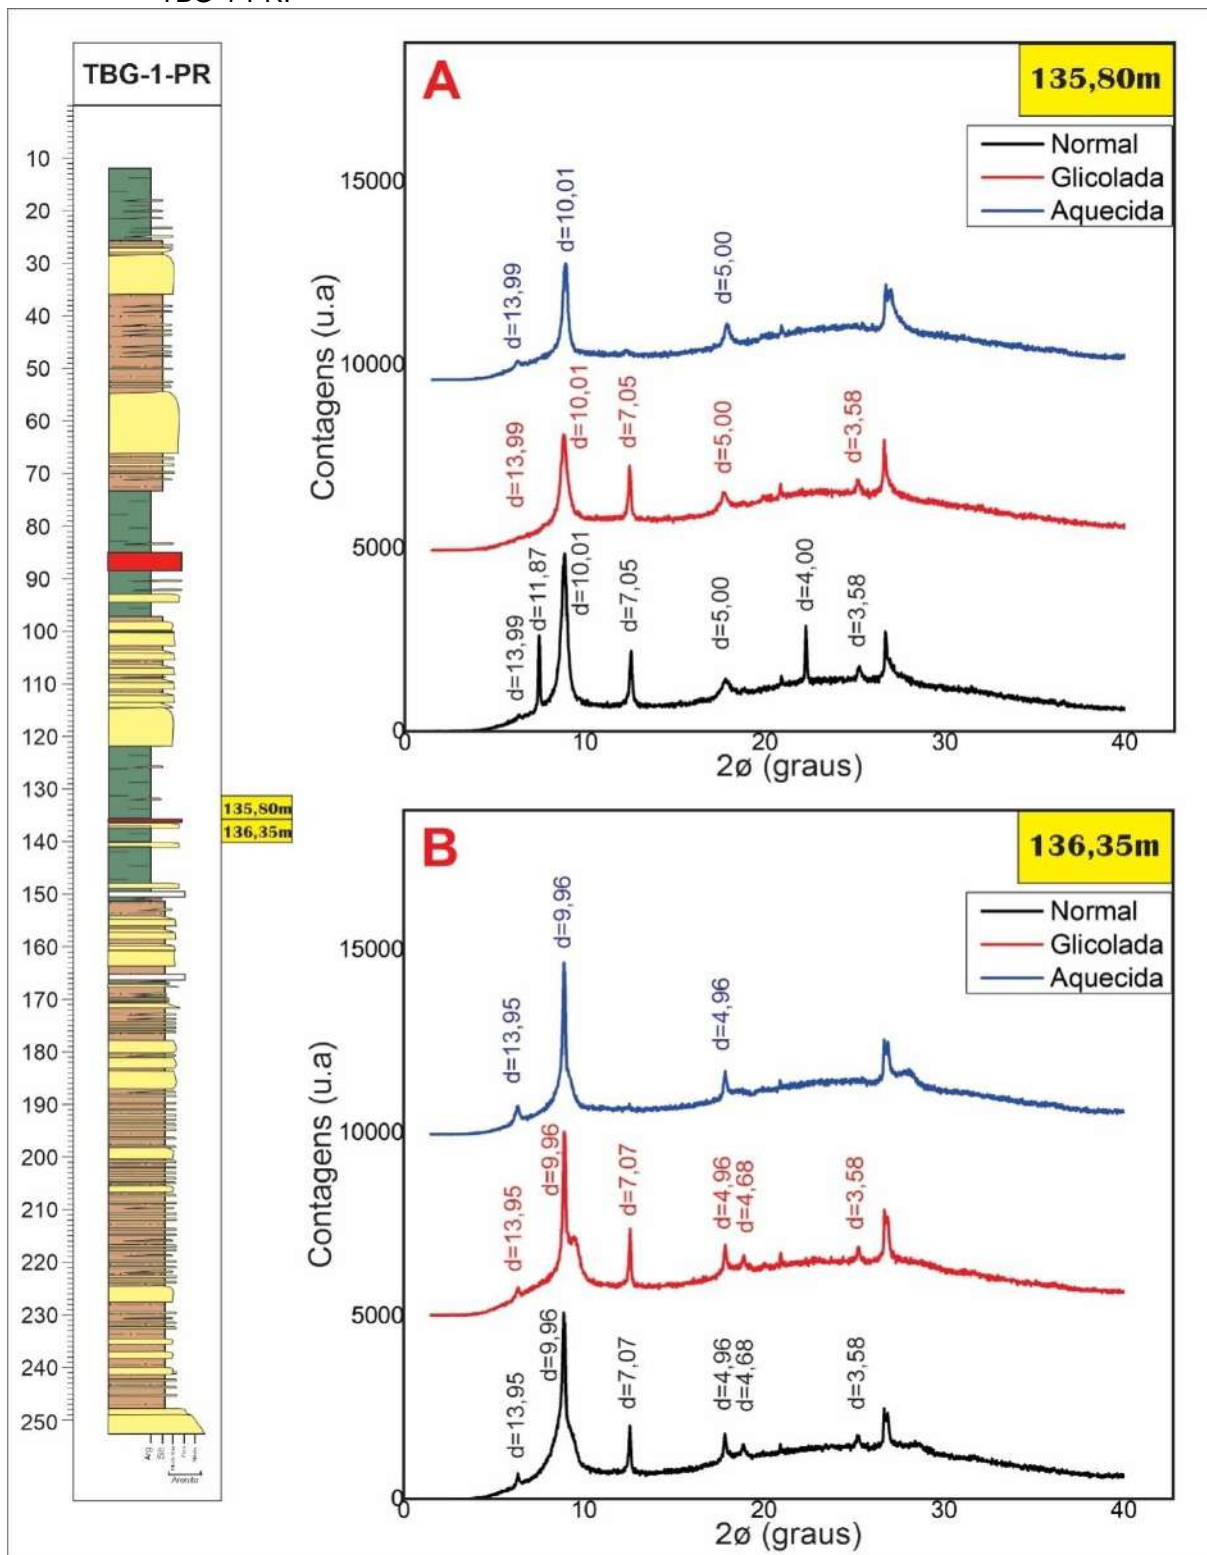 TBG-1-PR
10
20
30
40
50
60
70
80
90
100
110
120
130
140
150
160
170
180
190
200
210
220
230
240
250
Arg
Silt
Arenito
135,80m
136,35m
A
135,80m
Normal
Glicolada
Aquecida
Contagens (u.a)
15000
10000
5000
0
d=13,99
d=10,01
d=5,00
d=13,99
d=10,01
d=7,05
d=5,00
d=3,58
d=13,99
d=11,87
d=10,01
d=7,05
d=5,00
d=4,00
d=3,58
0
10
20
30
40
2ø (graus)
B
136,35m
Normal
Glicolada
Aquecida
Contagens (u.a)
15000
10000
5000
0
d=13,95
d=9,96
d=4,96
d=13,95
d=9,96
d=7,07
d=4,96
d=4,68
d=3,58
d=13,95
d=9,96
d=7,07
d=4,96
d=4,68
d=3,58
0
10
20
30
40
2ø (graus)